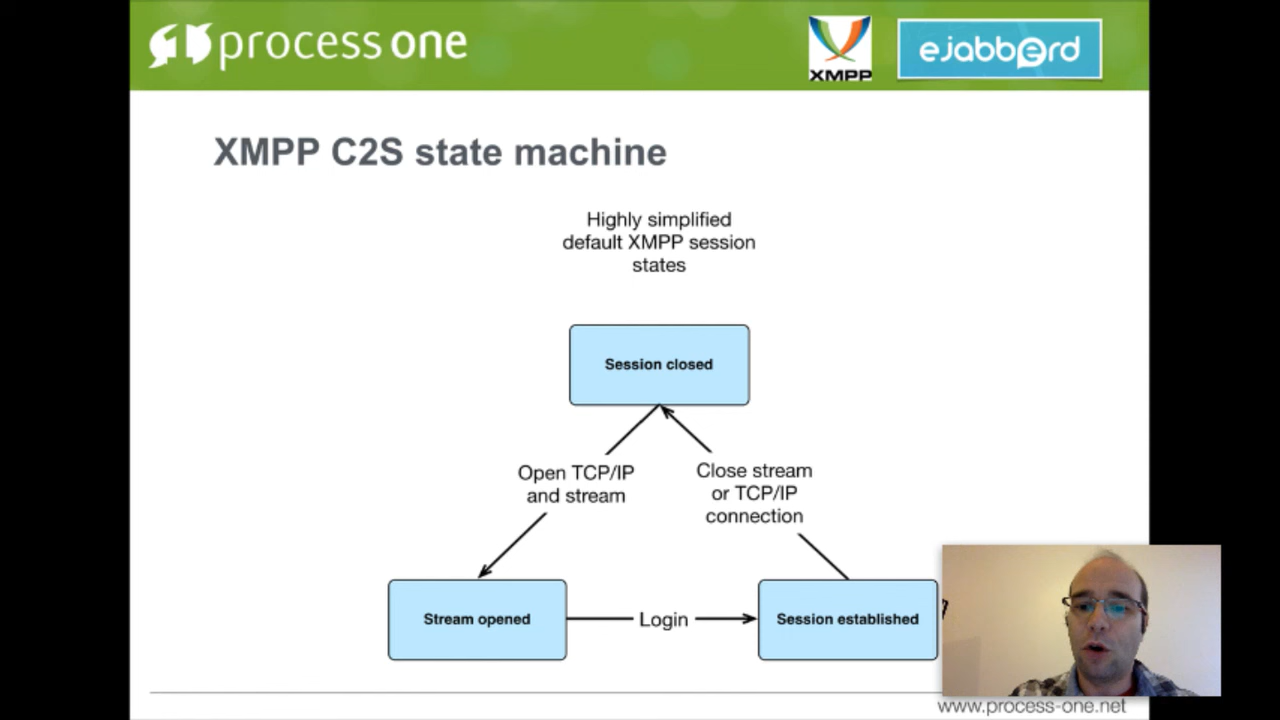 process one
XMPP
ejabberd
XMPP C2S state machine
Highly simplified
default XMPP session
states
Session closed
Open TCP/IP
and stream
Close stream
or TCP/IP
connection
Stream opened
Login
Session established
www.process-one.net